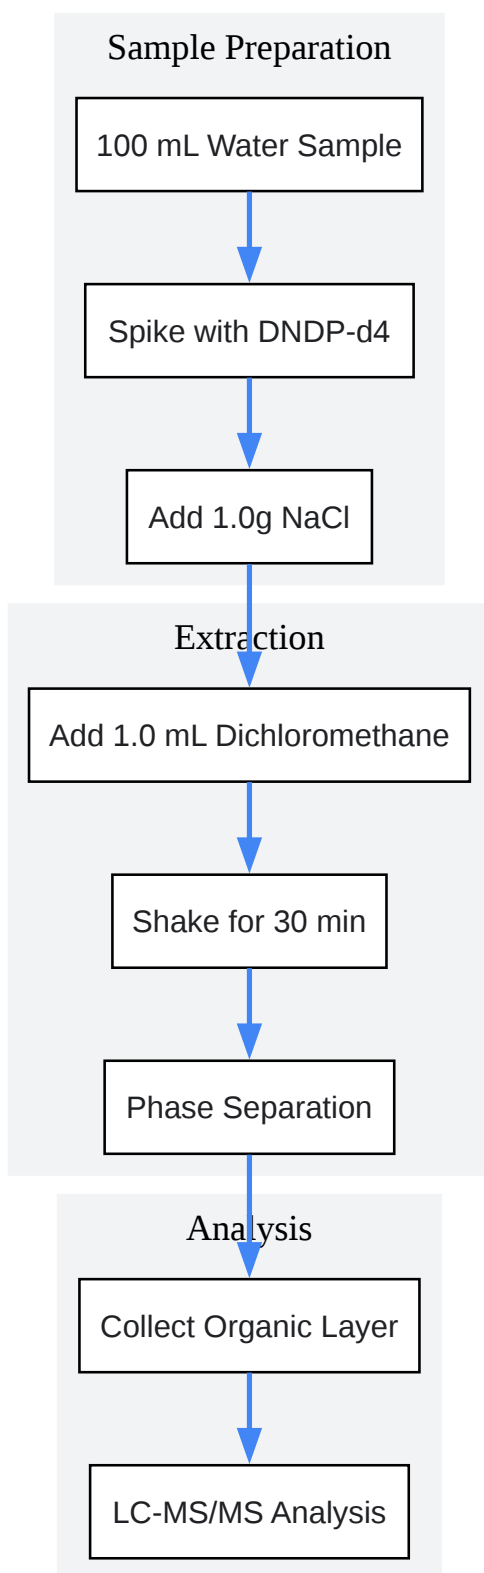 Sample Preparation
100 mL Water Sample
Spike with DNDP-d4
Add 1.0g NaCl
Extraction
Add 1.0 mL Dichloromethane
Shake for 30 min
Phase Separation
Analysis
Collect Organic Layer
LC-MS/MS Analysis